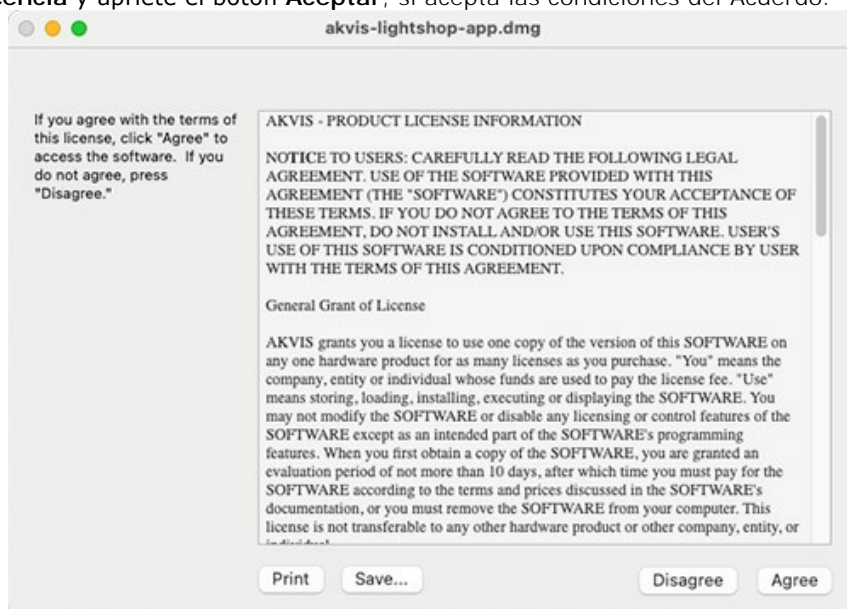 encia y apriete el botón Aceptar, si acepta las condiciones del Acuerdo.
akvis-lightshop-app.dmg
If you agree with the terms of
this license, click "Agree" to
access the software. If you
do not agree, press
"Disagree."
AKVIS - PRODUCT LICENSE INFORMATION
NOTICE TO USERS: CAREFULLY READ THE FOLLOWING LEGAL
AGREEMENT. USE OF THE SOFTWARE PROVIDED WITH THIS
AGREEMENT (THE "SOFTWARE") CONSTITUTES YOUR ACCEPTANCE OF
THESE TERMS. IF YOU DO NOT AGREE TO THE TERMS OF THIS
AGREEMENT, DO NOT INSTALL AND/OR USE THIS SOFTWARE. USER'S
USE OF THIS SOFTWARE IS CONDITIONED UPON COMPLIANCE BY USER
WITH THE TERMS OF THIS AGREEMENT.
General Grant of License
AKVIS grants you a license to use one copy of the version of this SOFTWARE on
any one hardware product for as many licenses as you purchase. "You" means the
company, entity or individual whose funds are used to pay the license fee. "Use"
means storing, loading, installing, executing or displaying the SOFTWARE. You
may not modify the SOFTWARE or disable any licensing or control features of the
SOFTWARE except as an intended part of the SOFTWARE's programming
features. When you first obtain a copy of the SOFTWARE, you are granted an
evaluation period of not more than 10 days, after which time you must pay for the
SOFTWARE according to the terms and prices discussed in the SOFTWARE's
documentation, or you must remove the SOFTWARE from your computer. This
license is not transferable to any other hardware product or other company, entity, or
Print Save... Disagree Agree